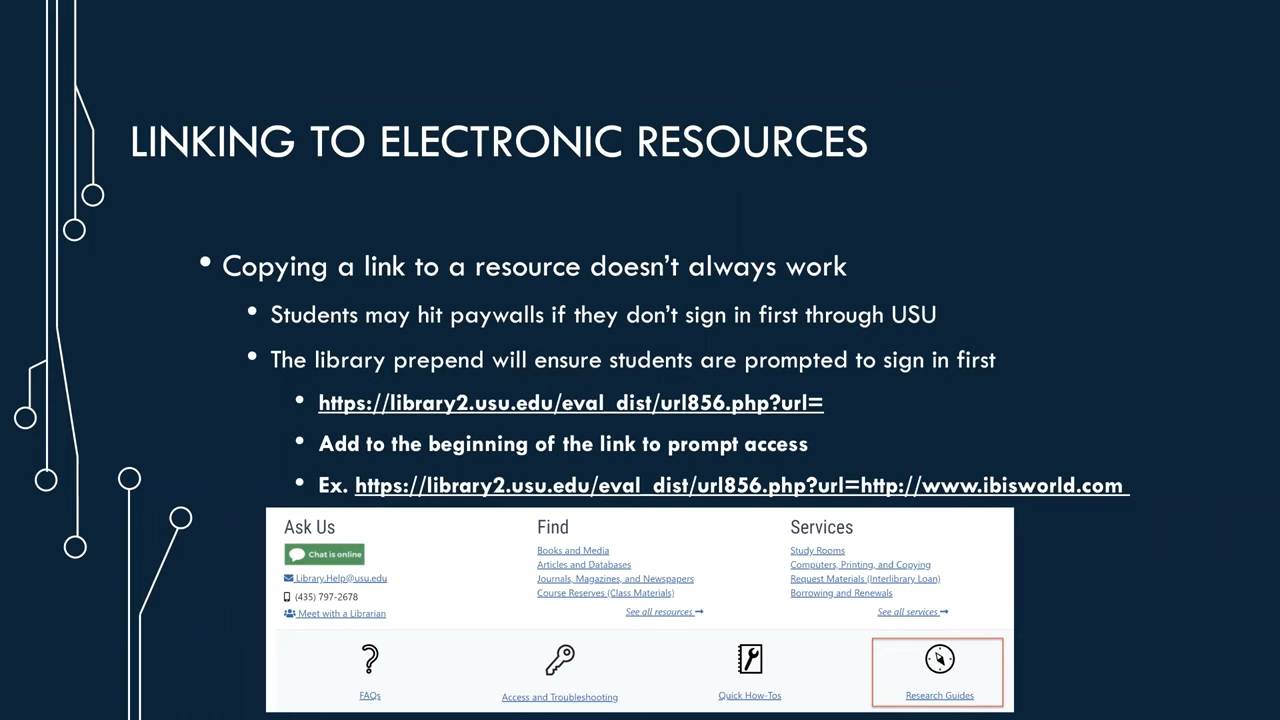 LINKING TO ELECTRONIC RESOURCES
• Copying a link to a resource doesn’t always work
• Students may hit paywalls if they don’t sign in first through USU
• The library prepend will ensure students are prompted to sign in first
• https://library2.usu.edu/eval_dist/url856.php?url=
• Add to the beginning of the link to prompt access
• Ex. https://library2.usu.edu/eval_dist/url856.php?url=http://www.ibisworld.com
Ask Us
Chat is online
Library.Help@usu.edu
(435) 797-2678
Meet with a Librarian
Find
Books and Media
Articles and Databases
Journals, Magazines, and Newspapers
Course Reserves (Class Materials)
See all resources →
Services
Study Rooms
Computers, Printing, and Copying
Request Materials (Interlibrary Loan)
Borrowing and Renewals
See all services →
FAQs
Access and Troubleshooting
Quick How-Tos
Research Guides